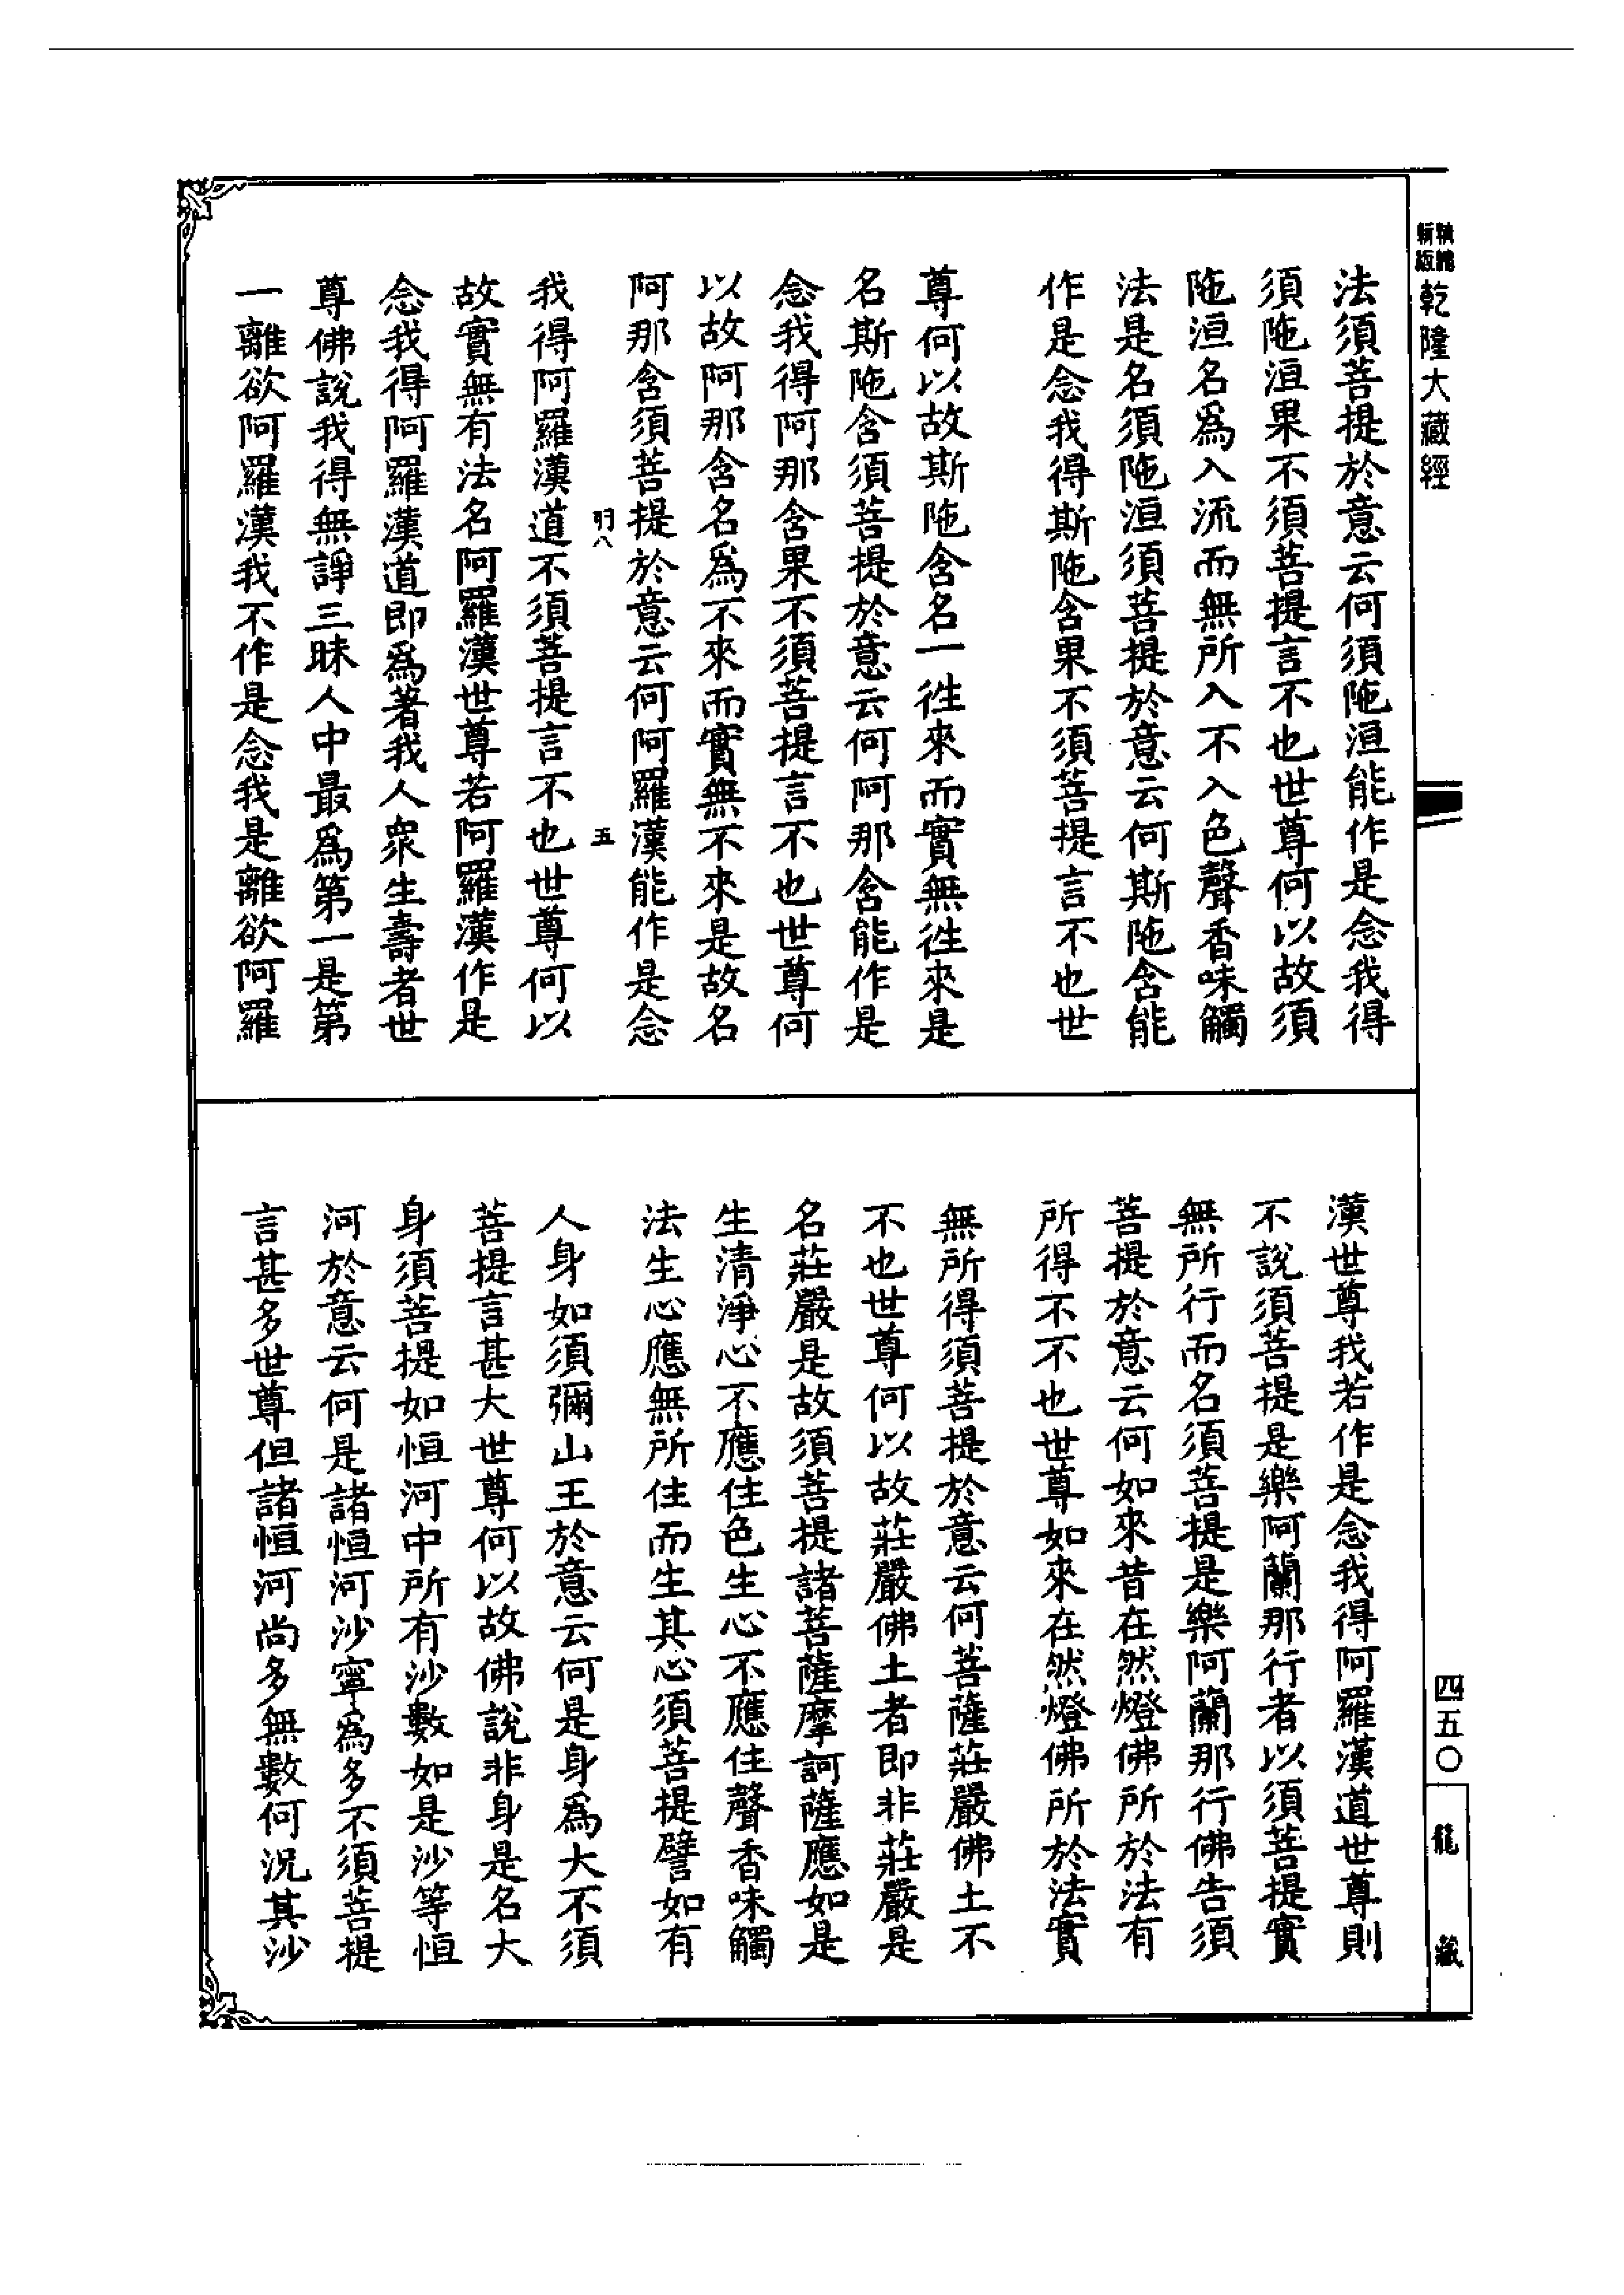 乾隆大藏經
法須菩提於意云何須陁洹能作是念我得
須陁洹果不須菩提言不也世尊何以故須
陁洹名爲入流而無所入不入色聲香味觸
法是名須陁洹須菩提於意云何斯陁含能
作是念我得斯陁含果不須菩提言不也世
尊何以故斯陁含名一徃來而實無徃來是
名斯陁含須菩提於意云何阿那含能作是
念我得阿那含果不須菩提言不也世尊何
以故阿那含名爲不來而實無不來是故名
阿那含須菩提於意云何阿羅漢能作是念
羽八 五
我得阿羅漢道不須菩提言不也世尊何以
故實無有法名阿羅漢世尊若阿羅漢作是
念我得阿羅漢道即爲著我人衆生壽者世
尊佛說我得無諍三昧人中最爲第一是第
一離欲阿羅漢我不作是念我是離欲阿羅
四五〇
龍藏
漢世尊我若作是念我得阿羅漢道世尊則
不說須菩提是樂阿蘭那行者以須菩提實
無所行而名須菩提是樂阿蘭那行佛告須
菩提於意云何如來昔在然燈佛所於法有
所得不不也世尊如來在然燈佛所於法實
無所得須菩提於意云何菩薩莊嚴佛土不
不也世尊何以故莊嚴佛土者即非莊嚴是
名莊嚴是故須菩提諸菩薩摩訶薩應如是
生清淨心不應住色生心不應住聲香味觸
法生心應無所住而生其心須菩提譬如有
人身如須彌山王於意云何是身爲大不須
菩提言甚大世尊何以故佛說非身是名大
身須菩提如恒河中所有沙數如是沙等恒
河於意云何是諸恒河沙寧爲多不須菩提
言甚多世尊但諸恒河尚多無數何況其沙